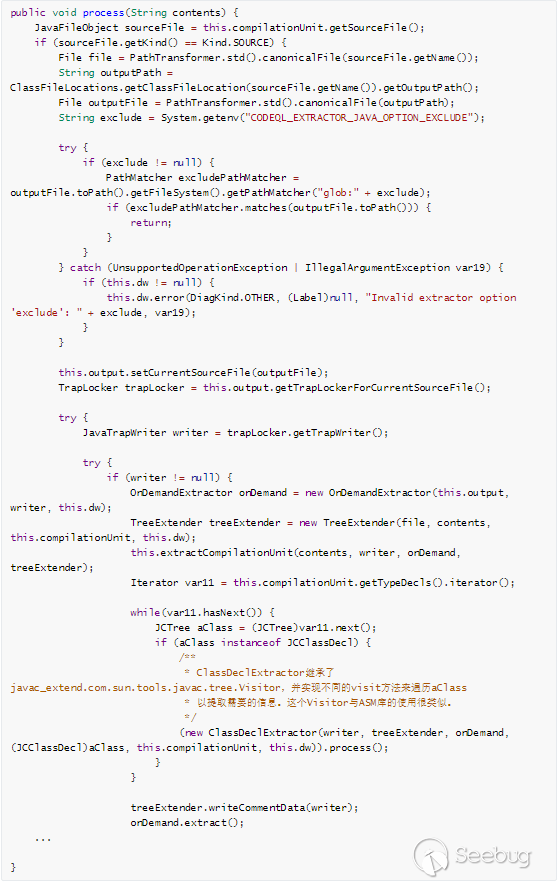 public void process(String contents) {
JavaFileObject sourceFile = this.compilationUnit.getSourceFile();
if (sourceFile.getKind() == Kind.SOURCE) {
File file = PathTransformer.std().canonicalFile(sourceFile.getName());
String outputPath =
ClassFileLocations.getClassFileLocation(sourceFile.getName()).getOutputPath();
File outputFile = PathTransformer.std().canonicalFile(outputPath);
String exclude = System.getenv("CODEQL_EXTRACTOR_JAVA_OPTION_EXCLUDE");
try {
if (exclude != null) {
PathMatcher excludePathMatcher =
outputFile.toPath().getFileSystem().getPathMatcher("glob:" + exclude);
if (excludePathMatcher.matches(outputFile.toPath())) {
return;
}
}
} catch (UnsupportedOperationException | IllegalArgumentException var19) {
if (this.dw != null) {
this.dw.error(DiagKind.OTHER, (Label)null, "Invalid extractor option
'exclude': " + exclude, var19);
}
}
this.output.setCurrentSourceFile(outputFile);
TrapLocker trapLocker = this.output.getTrapLockerForCurrentSourceFile();
try {
JavaTrapWriter writer = trapLocker.getTrapWriter();
try {
if (writer != null) {
OnDemandExtractor onDemand = new OnDemandExtractor(this.output,
writer, this.dw);
TreeExtender treeExtender = new TreeExtender(file, contents,
this.compilationUnit, this.dw);
this.extractCompilationUnit(contents, writer, onDemand,
treeExtender);
Iterator var11 = this.compilationUnit.getTypeDecls().iterator();
while(var11.hasNext()) {
JCTree aClass = (JCTree)var11.next();
if (aClass instanceof JCClassDecl) {
/**
* ClassDeclExtractor继承了
javac_extend.com.sun.tools.javac.tree.Visitor，并实现不同的visit方法来遍历aClass
* 以提取需要的信息。这个Visitor与ASM库的使用很类似。
*/
(new ClassDeclExtractor(writer, treeExtender, onDemand,
(JCClassDecl)aClass, this.compilationUnit, this.dw)).process();
}
}
treeExtender.writeCommentData(writer);
onDemand.extract();
...
}
Seebug